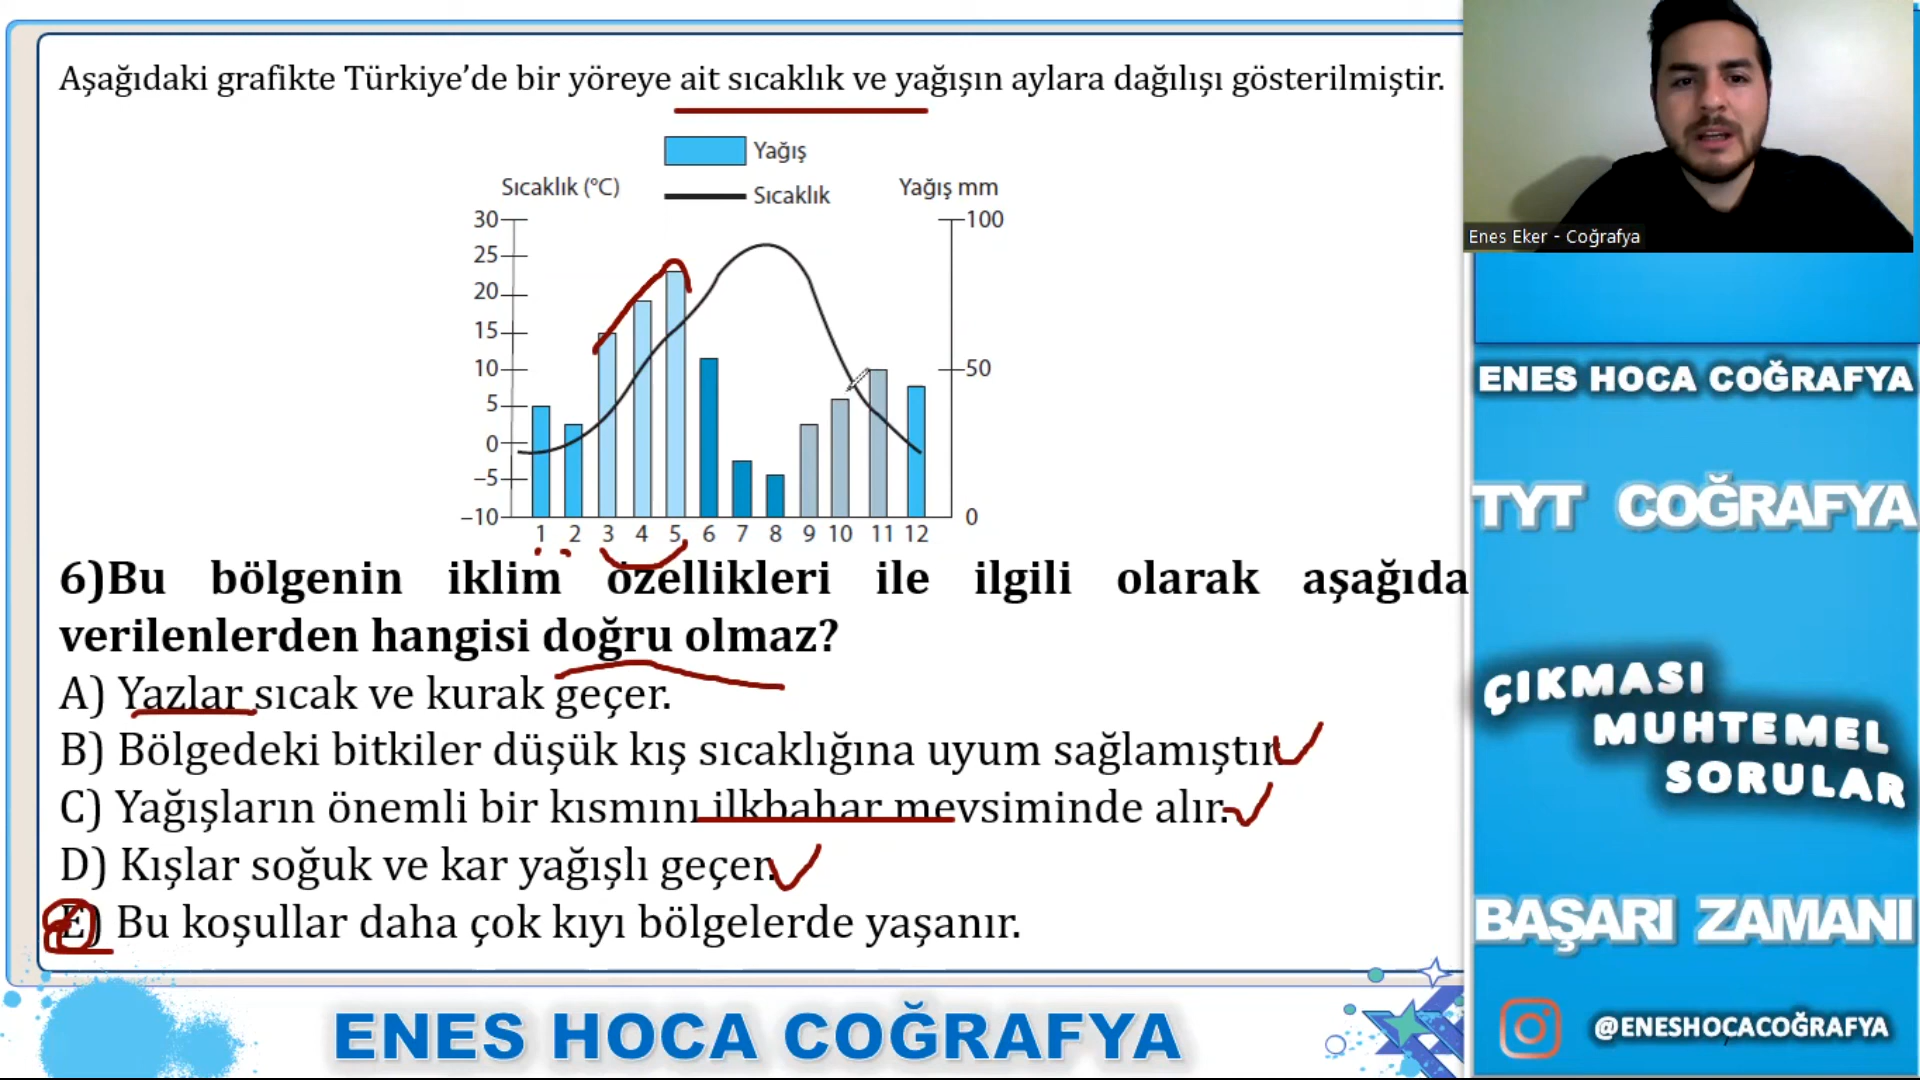 Aşağıdaki grafikte Türkiye'de bir yöreye ait sıcaklık ve yağışın aylara dağılışı gösterilmiştir.
Yağış
Sıcaklık (°C)
Sıcaklık
Yağış mm
30
25
20
15
10
5
0
−5
−10
100
50
0
1 2 3 4 5 6 7 8 9 10 11 12
6)Bu bölgenin iklim özellikleri ile ilgili olarak aşağıda
verilenlerden hangisi doğru olmaz?
A) Yazlar sıcak ve kurak geçer.
B) Bölgedeki bitkiler düşük kış sıcaklığına uyum sağlamıştır.
C) Yağışların önemli bir kısmını ilkbahar mevsiminde alır.
D) Kışlar soğuk ve kar yağışlı geçer.
E) Bu koşullar daha çok kıyı bölgelerde yaşanır.
ENES HOCA COĞRAFYA
Enes Eker - Coğrafya
ENES HOCA COĞRAFYA
TYT COĞRAFYA
ÇIKMASI
MUHTEMEL
SORULAR
BAŞARI ZAMANI
@ENESHOCACOĞRAFYA